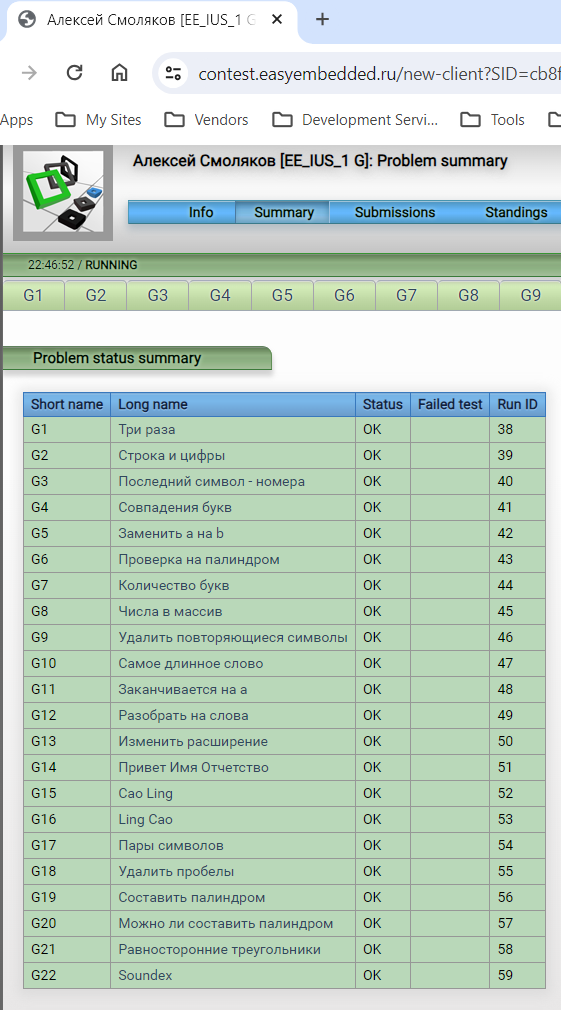 Алексей Смоляков [EE_IUS_1 G
contest.easyembedded.ru/new-client?SID=cb8f
Apps My Sites Vendors Development Servi... Tools
Алексей Смоляков [EE_IUS_1 G]: Problem summary
Info Summary Submissions Standings
22:46:52 / RUNNING
G1 G2 G3 G4 G5 G6 G7 G8 G9
Problem status summary
Short name Long name Status Failed test Run ID
G1 Три раза OK 38
G2 Строка и цифры OK 39
G3 Последний символ - номера OK 40
G4 Совпадения букв OK 41
G5 Заменить a на b OK 42
G6 Проверка на палиндром OK 43
G7 Количество букв OK 44
G8 Числа в массив OK 45
G9 Удалить повторяющиеся символы OK 46
G10 Самое длинное слово OK 47
G11 Заканчивается на a OK 48
G12 Разобрать на слова OK 49
G13 Изменить расширение OK 50
G14 Привет Имя Отчетство OK 51
G15 Cao Ling OK 52
G16 Ling Cao OK 53
G17 Пары символов OK 54
G18 Удалить пробелы OK 55
G19 Составить палиндром OK 56
G20 Можно ли составить палиндром OK 57
G21 Равносторонние треугольники OK 58
G22 Soundex OK 59